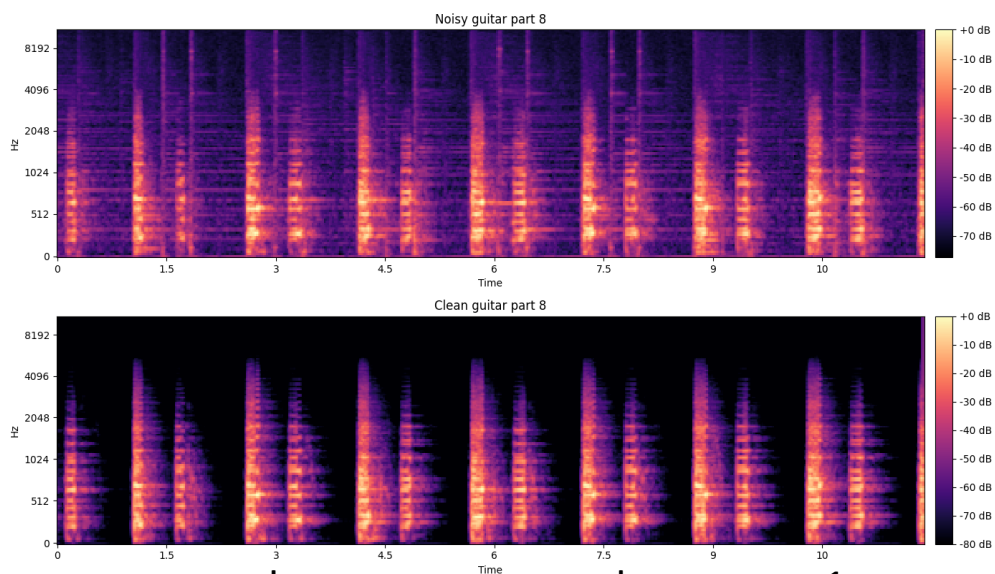 Noisy guitar part 8
8192
4096
2048
1024
512
0
Hz
0 1.5 3 4.5 6 7.5 9 10
Time
+0 dB
-10 dB
-20 dB
-30 dB
-40 dB
-50 dB
-60 dB
-70 dB
Clean guitar part 8
8192
4096
2048
1024
512
0
Hz
0 1.5 3 4.5 6 7.5 9 10
Time
+0 dB
-10 dB
-20 dB
-30 dB
-40 dB
-50 dB
-60 dB
-70 dB
-80 dB